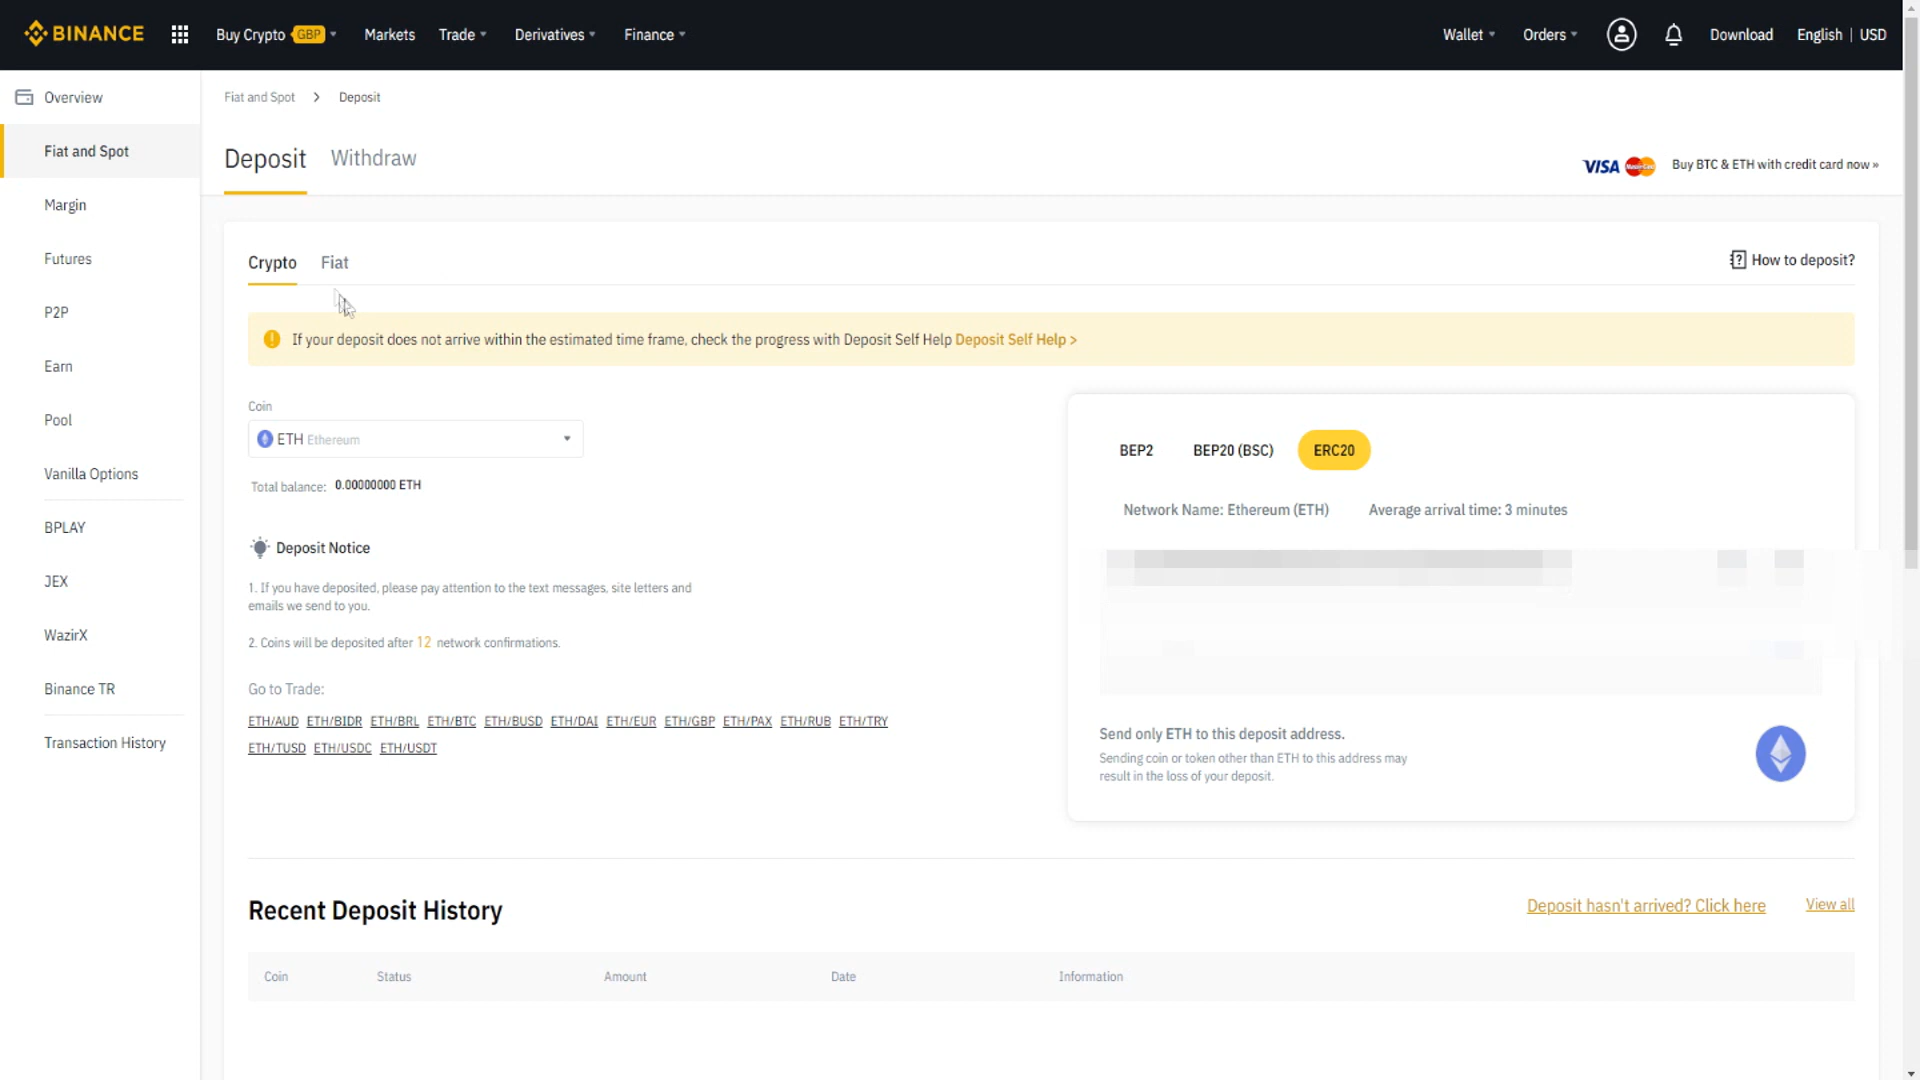 BINANCE
Buy Crypto GBP
Markets
Trade
Derivatives
Finance
Wallet
Orders
Download
English | USD
Overview
Fiat and Spot
Margin
Futures
P2P
Earn
Pool
Vanilla Options
BPLAY
JEX
WazirX
Binance TR
Transaction History
Fiat and Spot > Deposit
Deposit
Withdraw
VISA
Buy BTC & ETH with credit card now »
Crypto
Fiat
How to deposit?
If your deposit does not arrive within the estimated time frame, check the progress with Deposit Self Help Deposit Self Help >
Coin
ETH Ethereum
Total balance: 0.00000000 ETH
Deposit Notice
1. If you have deposited, please pay attention to the text messages, site letters and
emails we send to you.
2. Coins will be deposited after 12 network confirmations.
Go to Trade:
ETH/AUD ETH/BIDR ETH/BRL ETH/BTC ETH/BUSD ETH/DAI ETH/EUR ETH/GBP ETH/PAX ETH/RUB ETH/TRY
ETH/TUSD ETH/USDC ETH/USDT
BEP2
BEP20 (BSC)
ERC20
Network Name: Ethereum (ETH)
Average arrival time: 3 minutes
Send only ETH to this deposit address.
Sending coin or token other than ETH to this address may
result in the loss of your deposit.
Recent Deposit History
Deposit hasn't arrived? Click here
View all
Coin
Status
Amount
Date
Information